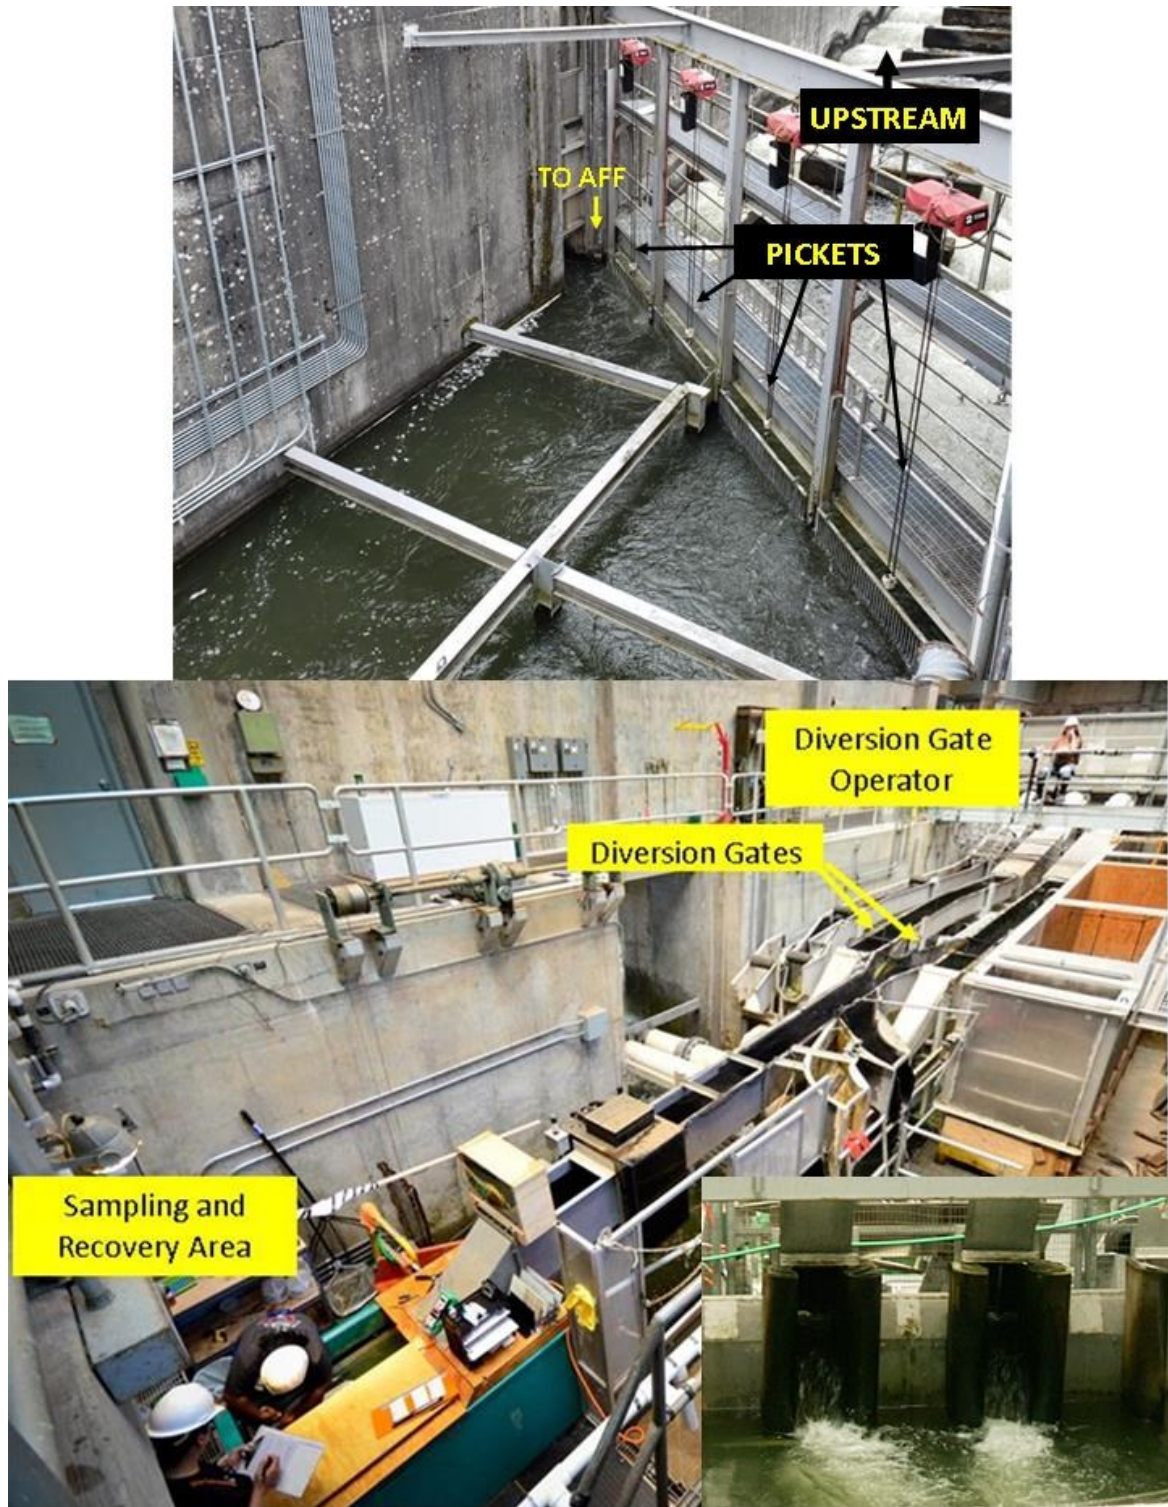 UPSTREAM
TO AFF
PICKETS
Diversion Gate
Operator
Diversion Gates
Sampling and
Recovery Area